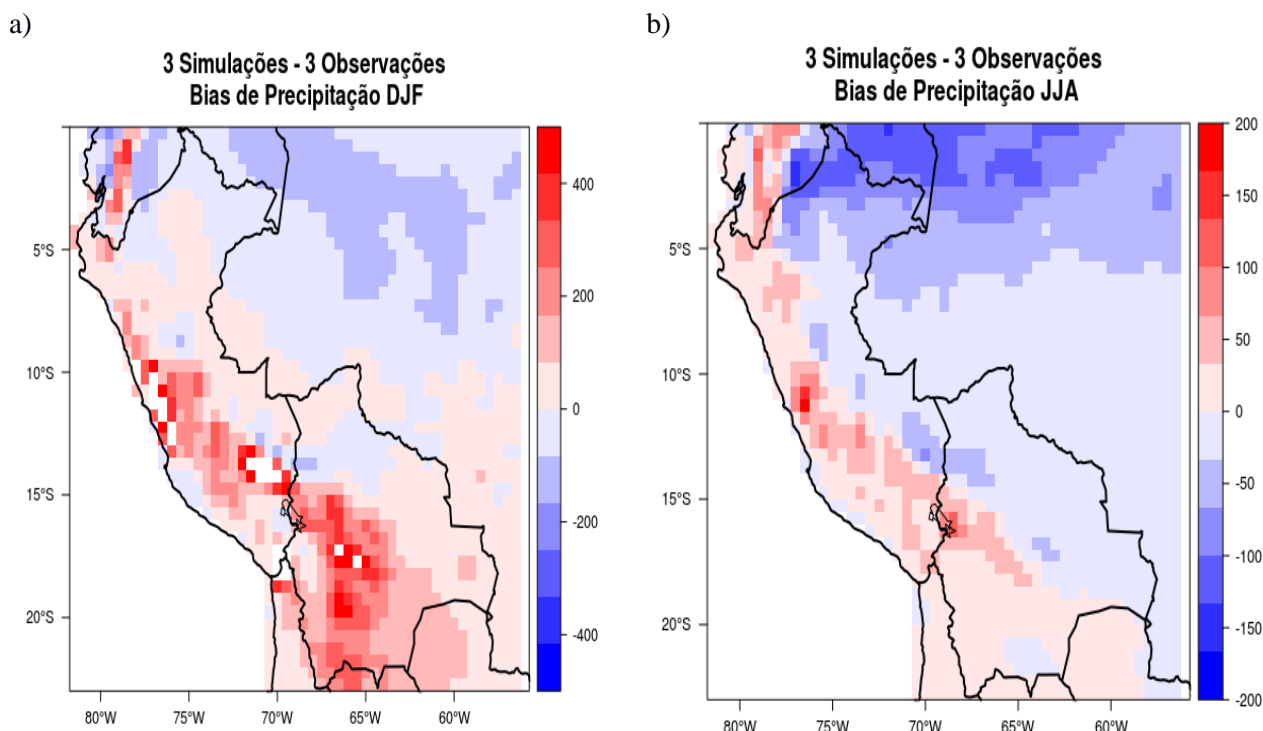 a)
3 Simulações - 3 Observações
Bias de Precipitação DJF
5°S
10°S
15°S
20°S
80°W 75°W 70°W 65°W 60°W
400
200
0
-200
-400
b)
3 Simulações - 3 Observações
Bias de Precipitação JJA
5°S
10°S
15°S
20°S
80°W 75°W 70°W 65°W 60°W
200
150
100
50
0
-50
-100
-150
-200